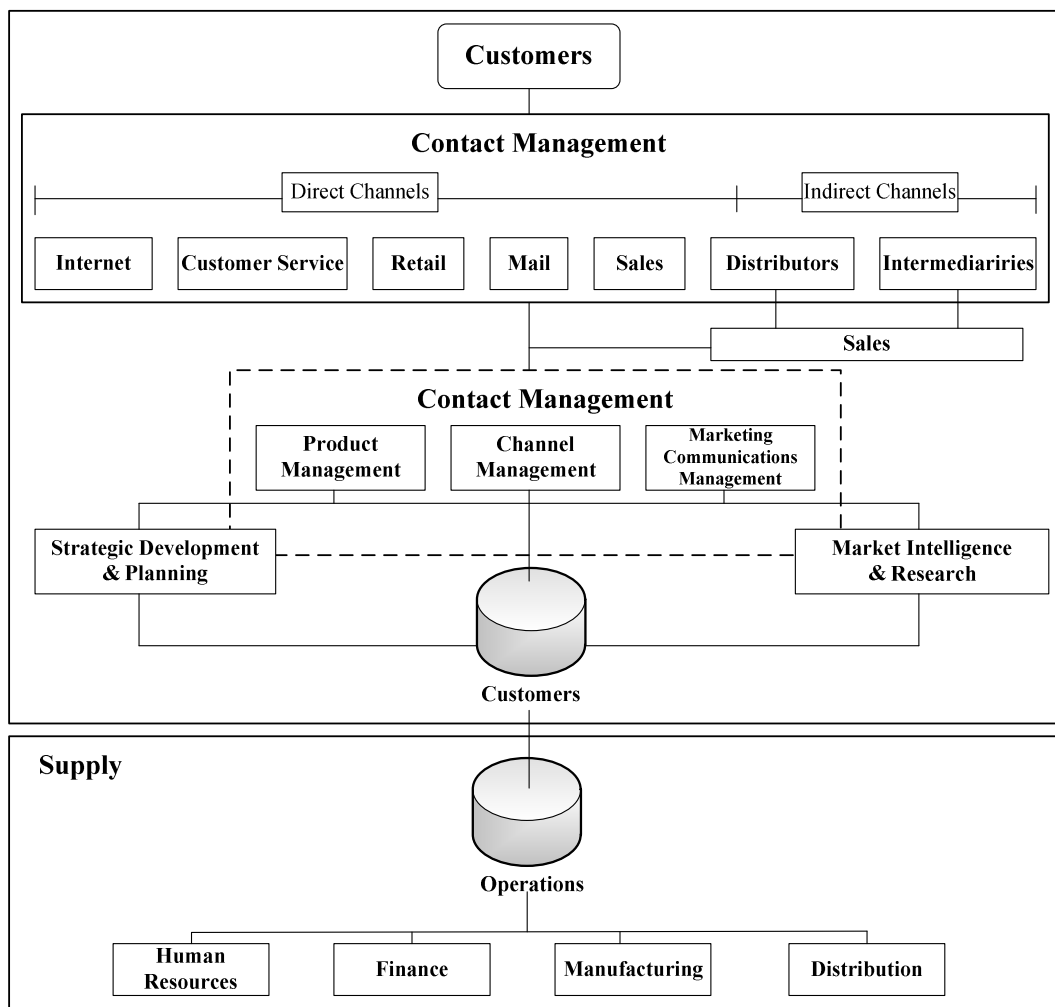 Customers
Contact Management
Direct Channels
Indirect Channels
Internet
Customer Service
Retail
Mail
Sales
Distributors
Intermediariries
Sales
Contact Management
Product
Management
Channel
Management
Marketing
Communications
Management
Strategic Development
& Planning
Market Intelligence
& Research
Customers
Supply
Operations
Human
Resources
Finance
Manufacturing
Distribution